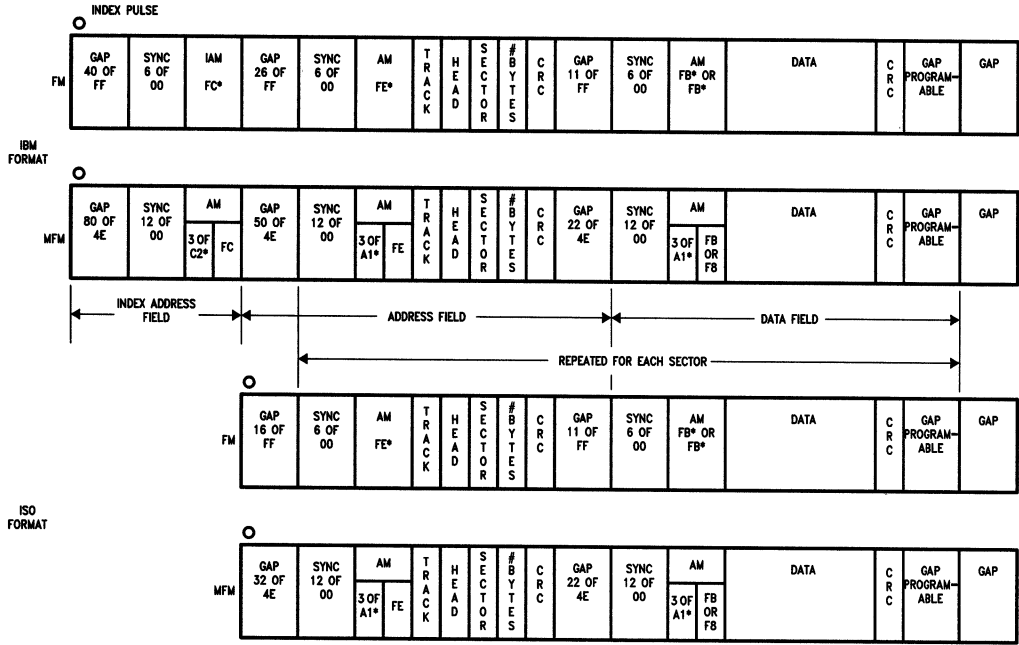 INDEX PULSE
FM
GAP
40 OF
FF
SYNC
6 OF
00
IAM
FC*
GAP
26 OF
FF
SYNC
6 OF
00
AM
FE*
TRACK
HEAD
SECTOR
#BYTES
CRC
GAP
11 OF
FF
SYNC
6 OF
00
AM
FB* OR
FB*
DATA
CRC
GAP
PROGRAM-
ABLE
GAP
IBM
FORMAT
MFM
GAP
80 OF
4E
SYNC
12 OF
00
AM
3 OF
C2*
FC
GAP
50 OF
4E
SYNC
12 OF
00
AM
3 OF
A1*
FE
TRACK
HEAD
SECTOR
#BYTES
CRC
GAP
22 OF
4E
SYNC
12 OF
00
AM
3 OF
A1*
FB
OR
F8
DATA
CRC
GAP
PROGRAM-
ABLE
GAP
INDEX ADDRESS
FIELD
ADDRESS FIELD
DATA FIELD
REPEATED FOR EACH SECTOR
FM
GAP
16 OF
FF
SYNC
6 OF
00
AM
FE*
TRACK
HEAD
SECTOR
#BYTES
CRC
GAP
11 OF
FF
SYNC
6 OF
00
AM
FB* OR
FB*
DATA
CRC
GAP
PROGRAM-
ABLE
GAP
ISO
FORMAT
MFM
GAP
32 OF
4E
SYNC
12 OF
00
AM
3 OF
A1*
FE
TRACK
HEAD
SECTOR
#BYTES
CRC
GAP
22 OF
4E
SYNC
12 OF
00
AM
3 OF
A1*
FB
OR
F8
DATA
CRC
GAP
PROGRAM-
ABLE
GAP